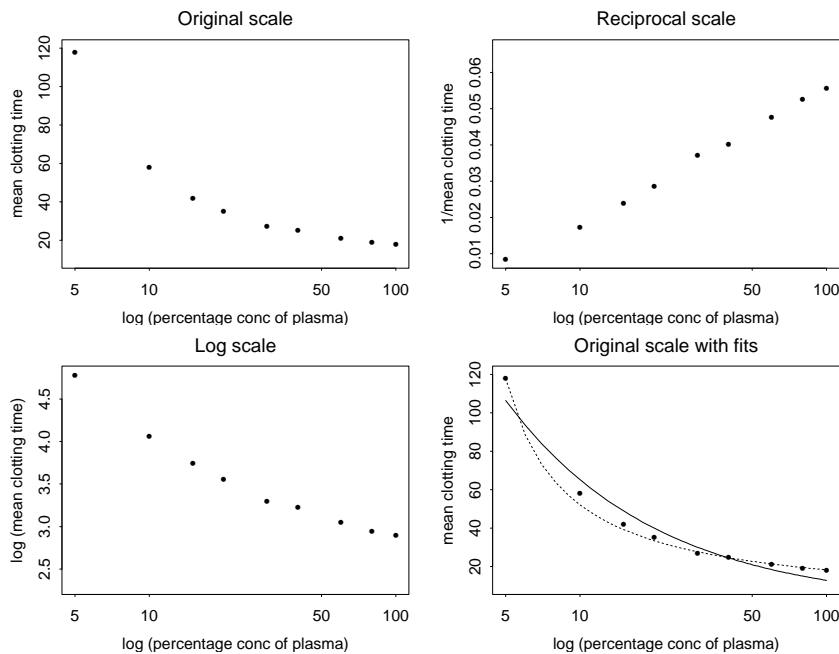 Original scale
mean clotting time
120
100
80
60
40
20
5 10 50 100
log (percentage conc of plasma)
Reciprocal scale
1/mean clotting time
0.06
0.05
0.04
0.03
0.02
0.01
5 10 50 100
log (percentage conc of plasma)
Log scale
log (mean clotting time)
4.5
4.0
3.5
3.0
2.5
5 10 50 100
log (percentage conc of plasma)
Original scale with fits
mean clotting time
120
100
80
60
40
20
5 10 50 100
log (percentage conc of plasma)